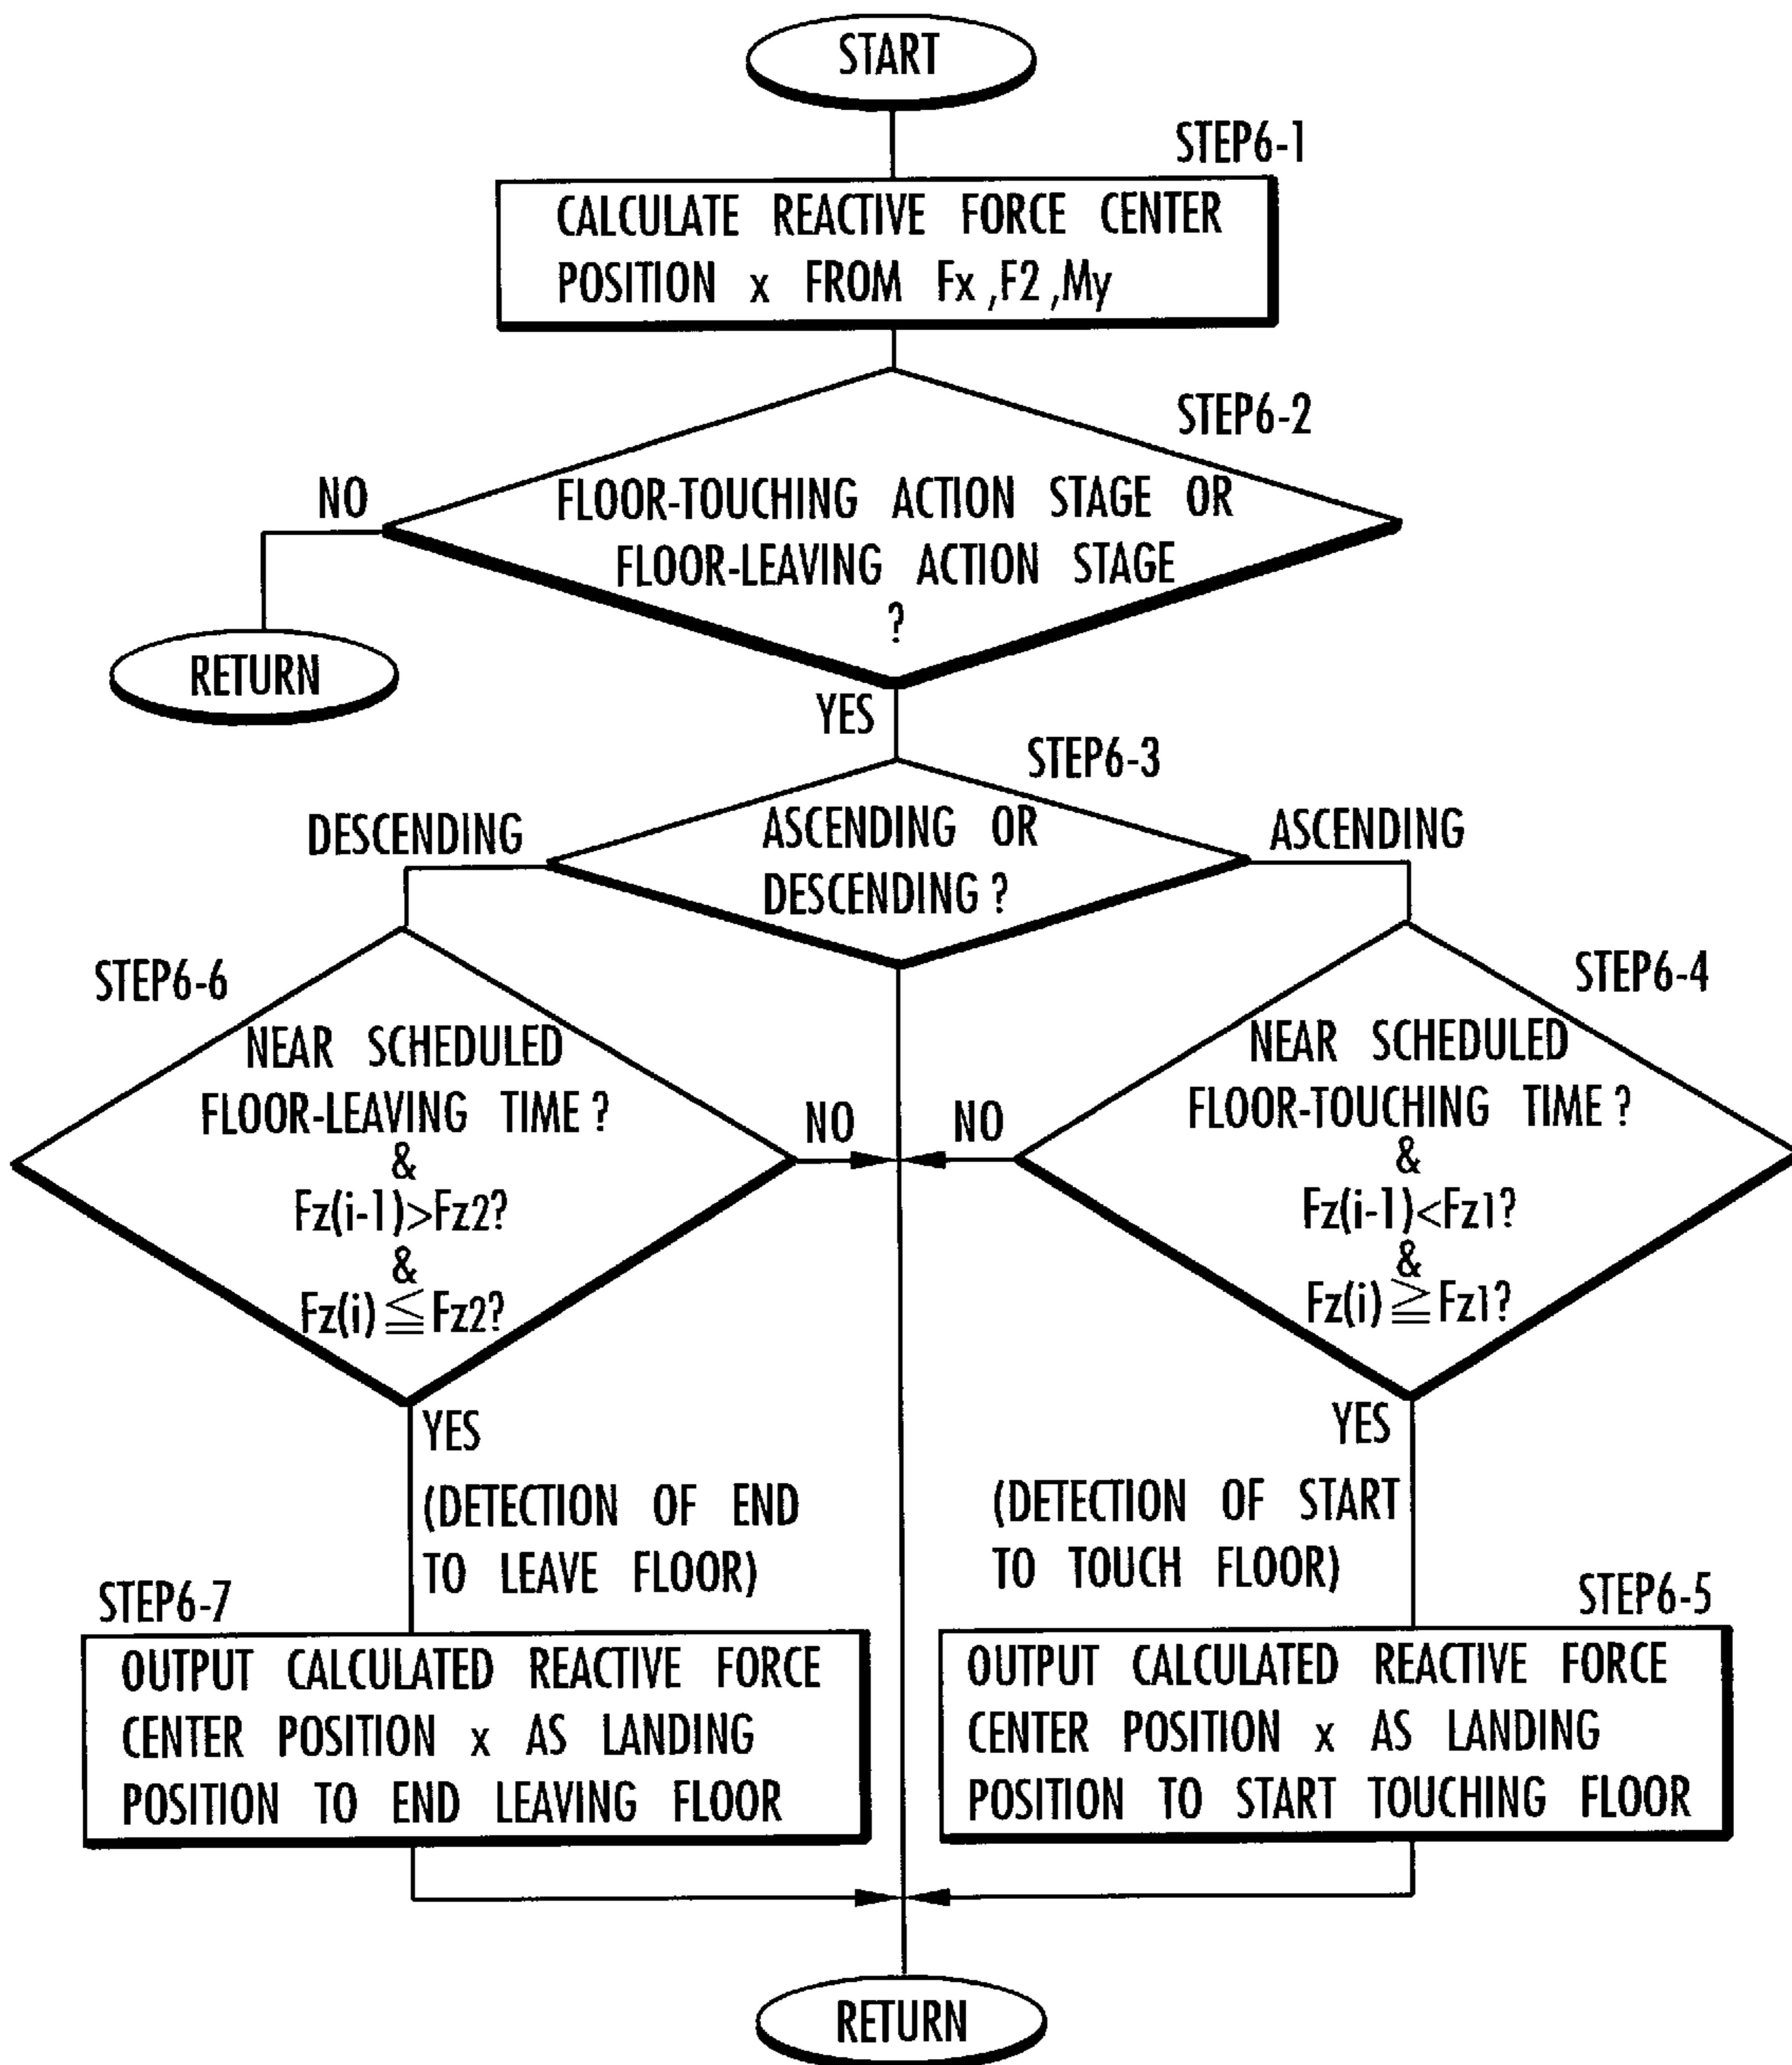 START
STEP6-1
CALCULATE REACTIVE FORCE CENTER
POSITION x FROM Fx,F2,My
STEP6-2
NO
FLOOR-TOUCHING ACTION STAGE OR
FLOOR-LEAVING ACTION STAGE
?
RETURN
YES
STEP6-3
DESCENDING
ASCENDING OR
DESCENDING?
ASCENDING
STEP6-6
NEAR SCHEDULED
FLOOR-LEAVING TIME?
&
Fz(i-1)>Fz2?
&
Fz(i)≦Fz2?
NO
NO
STEP6-4
NEAR SCHEDULED
FLOOR-TOUCHING TIME?
&
Fz(i-1)<Fz1?
&
Fz(i)≧Fz1?
YES
(DETECTION OF END
TO LEAVE FLOOR)
YES
(DETECTION OF START
TO TOUCH FLOOR)
STEP6-7
OUTPUT CALCULATED REACTIVE FORCE
CENTER POSITION x AS LANDING
POSITION TO END LEAVING FLOOR
STEP6-5
OUTPUT CALCULATED REACTIVE FORCE
CENTER POSITION x AS LANDING
POSITION TO START TOUCHING FLOOR
RETURN